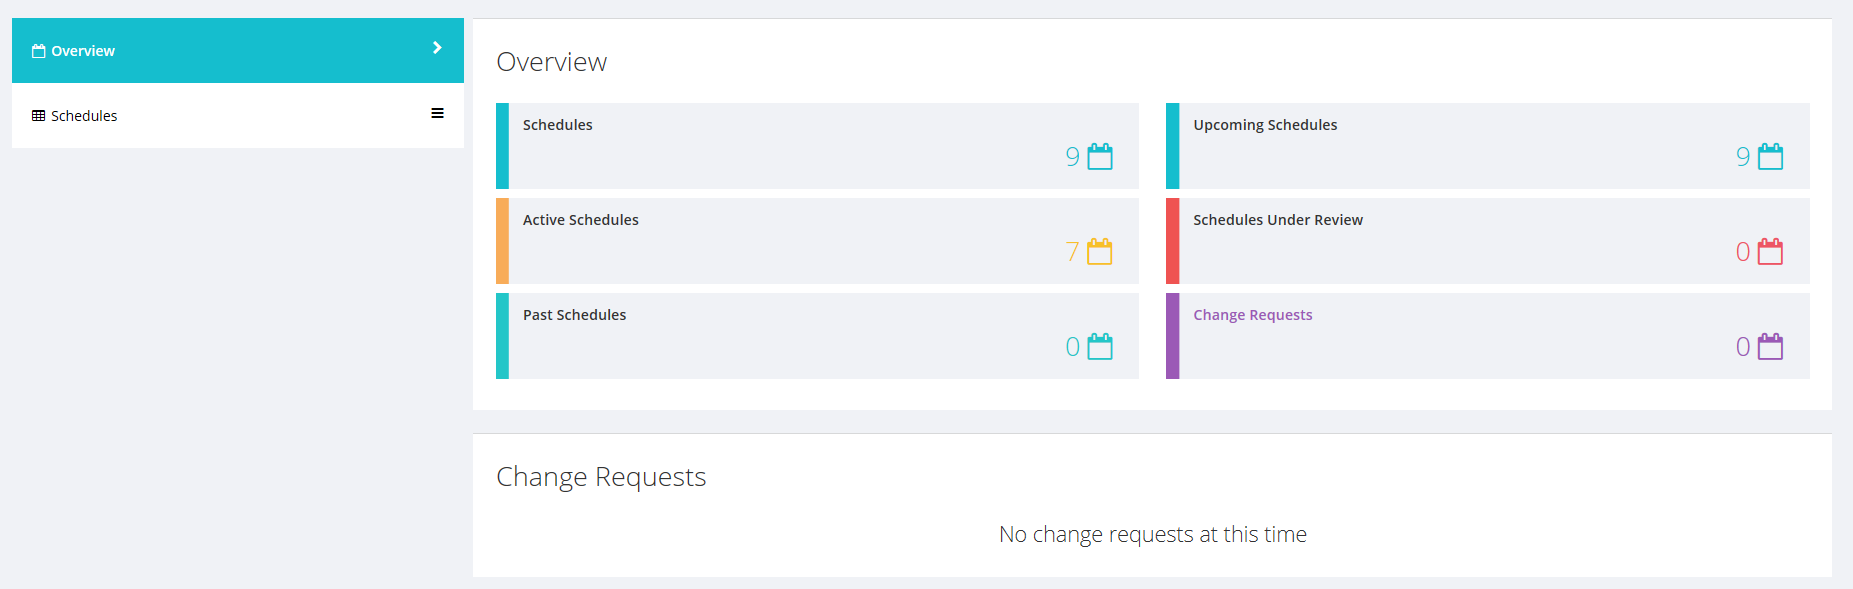 Overview
Schedules
Overview
Schedules
9
Upcoming Schedules
9
Active Schedules
7
Schedules Under Review
0
Past Schedules
0
Change Requests
0
Change Requests
No change requests at this time